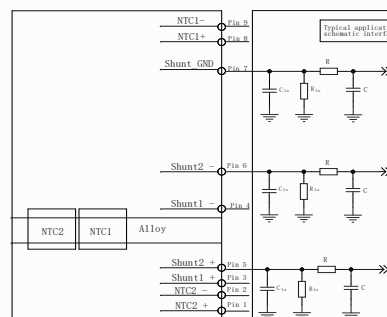 NTC1- Pin 9
NTC1+ Pin 8
Typical applicat
schematic interfa
Shunt_GND Pin 7
R
C₁ₙ
R₁ₙ
C
Shunt2 - Pin 6
R
C₁ₙ
R₁ₙ
C
Shunt1 - Pin 4
NTC2 NTC1 Alloy
Shunt2 + Pin 5
R
Shunt1 + Pin 3
NTC2 - Pin 2
C₁ₙ
R₁ₙ
C
NTC2 + Pin 1